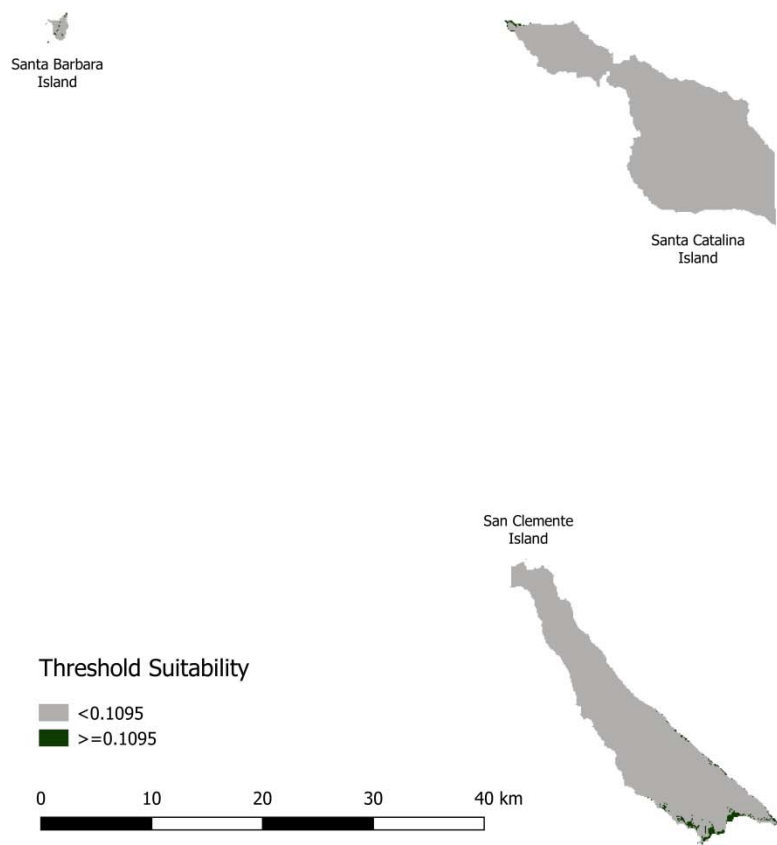 Santa Barbara
Island
Santa Catalina
Island
San Clemente
Island
Threshold Suitability
<0.1095
>=0.1095
0 10 20 30 40 km